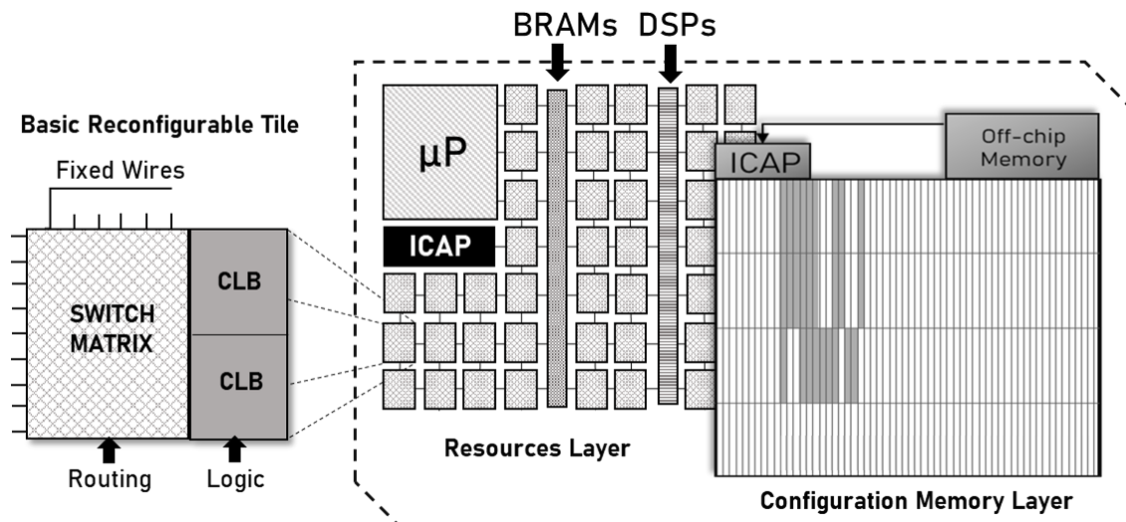 BRAMs DSPs
Basic Reconfigurable Tile
Fixed Wires
μP
ICAP
Off-chip
Memory
ICAP
CLB
SWITCH
MATRIX
CLB
Routing
Logic
Resources Layer
Configuration Memory Layer